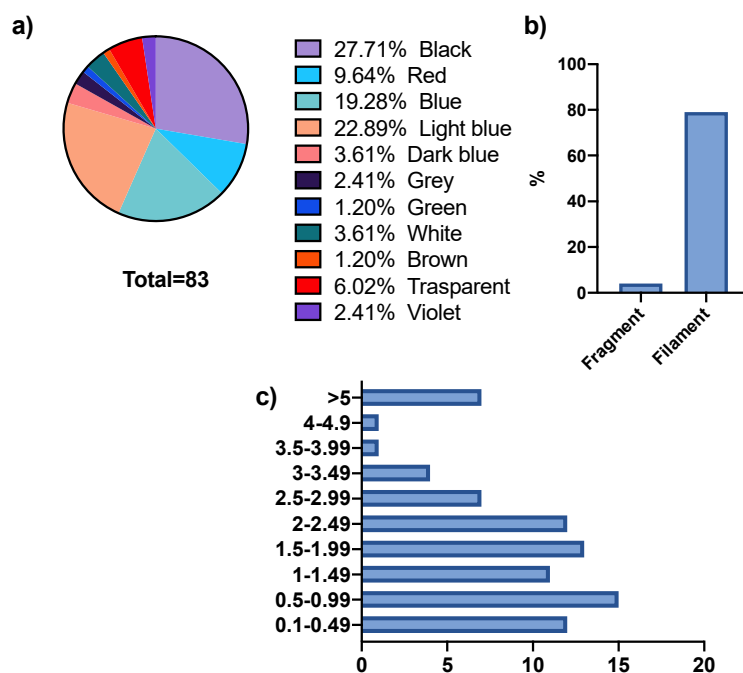 a)
27.71% Black
9.64% Red
19.28% Blue
22.89% Light blue
3.61% Dark blue
2.41% Grey
1.20% Green
3.61% White
1.20% Brown
6.02% Trasparent
2.41% Violet
Total=83
b)
%
100
80
60
40
20
0
Fragment
Filament
c)
>5
4-4.9
3.5-3.99
3-3.49
2.5-2.99
2-2.49
1.5-1.99
1-1.49
0.5-0.99
0.1-0.49
0 5 10 15 20